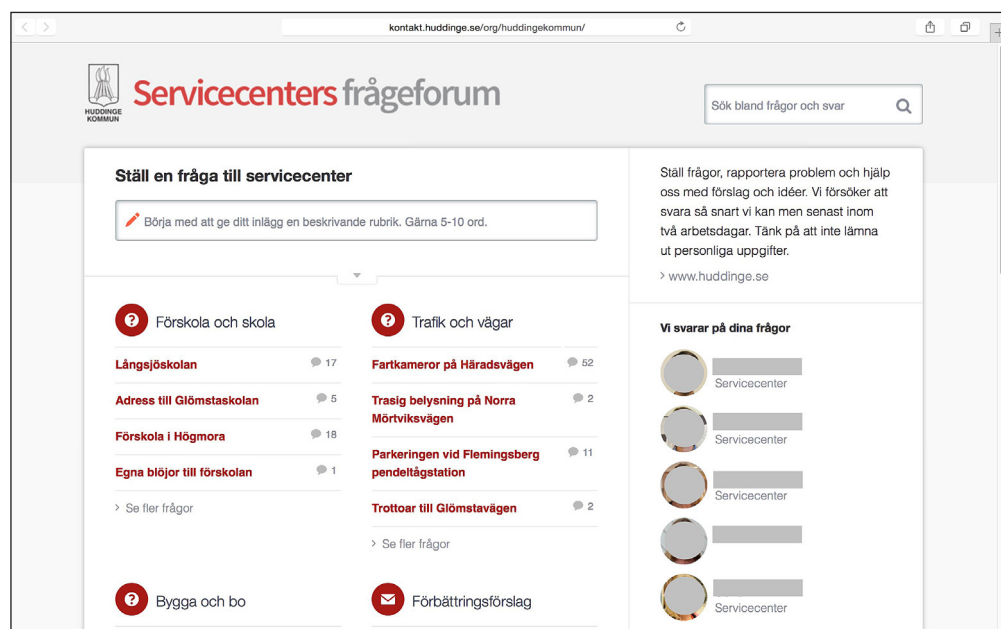 kontakt.huddinge.se/org/huddingekommun/
HUDDINGE
KOMMUN
Servicecenters frågeforum
Sök bland frågor och svar
Ställ en fråga till servicecenter
Börja med att ge ditt inlägg en beskrivande rubrik. Gärna 5-10 ord.
Förskola och skola
Långsjöskolan 17
Adress till Glömstaskolan 5
Förskola i Högmora 18
Egna blöjor till förskolan 1
> Se fler frågor
Trafik och vägar
Fartkameror på Häradsvägen 52
Trasig belysning på Norra 2
Mörtviksvägen
Parkeringen vid Flemingsberg 11
pendeltågstation
Trottoar till Glömstavägen 2
> Se fler frågor
Bygga och bo
Förbättringsförslag
Ställ frågor, rapportera problem och hjälp
oss med förslag och idéer. Vi försöker att
svara så snart vi kan men senast inom
två arbetsdagar. Tänk på att inte lämna
ut personliga uppgifter.
> www.huddinge.se
Vi svarar på dina frågor
Servicecenter
Servicecenter
Servicecenter
Servicecenter